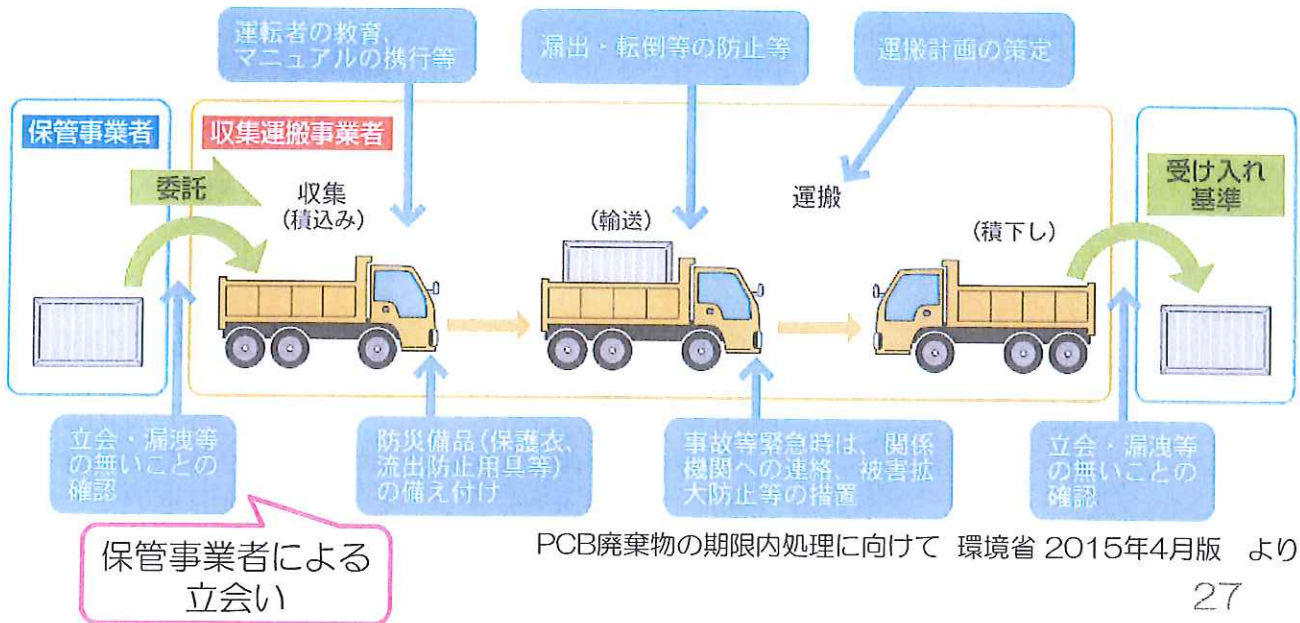 運転者の教育、
マニュアルの携行等
漏出・転倒等の防止等
運搬計画の策定
保管事業者
収集運搬事業者
委託
収集
(積込み)
(輸送)
運搬
(積下し)
受け入れ
基準
立会・漏洩等
の無いことの
確認
防災備品(保護衣、
流出防止用具等)
の備え付け
事故等緊急時は、関係
機関への連絡、被害拡
大防止等の措置
立会・漏洩等
の無いことの
確認
保管事業者による
立会い
PCB廃棄物の期限内処理に向けて 環境省 2015年4月版 より
27